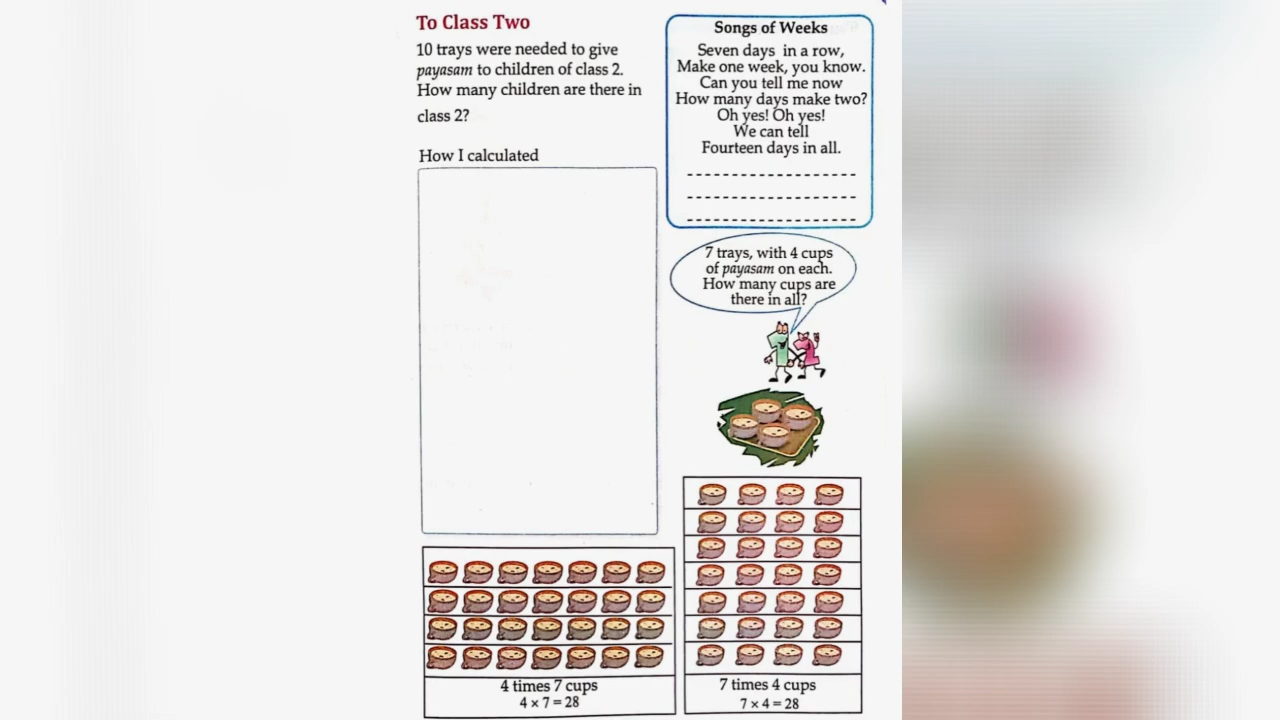 To Class Two
10 trays were needed to give
payasam to children of class 2.
How many children are there in
class 2?
How I calculated
Songs of Weeks
Seven days in a row,
Make one week, you know.
Can you tell me now
How many days make two?
Oh yes! Oh yes!
We can tell
Fourteen days in all.
7 trays, with 4 cups
of payasam on each.
How many cups are
there in all?
4 times 7 cups
4 × 7 = 28
7 times 4 cups
7 × 4 = 28